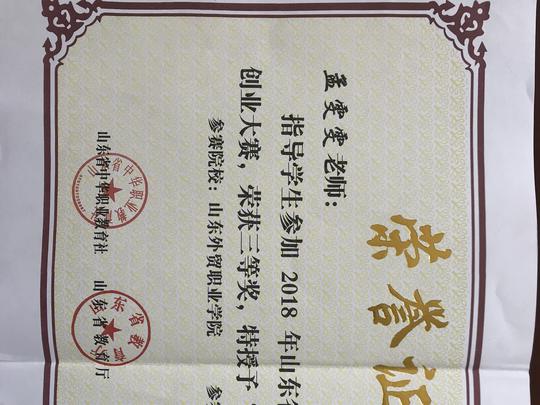 荣誉证
孟雯雯老师：
指导学生参加 2018 年山东省
创业大赛，荣获三等奖，特授予
参赛院校：山东外贸职业学院 参
山东省中华职业教育社 山东省教育厅